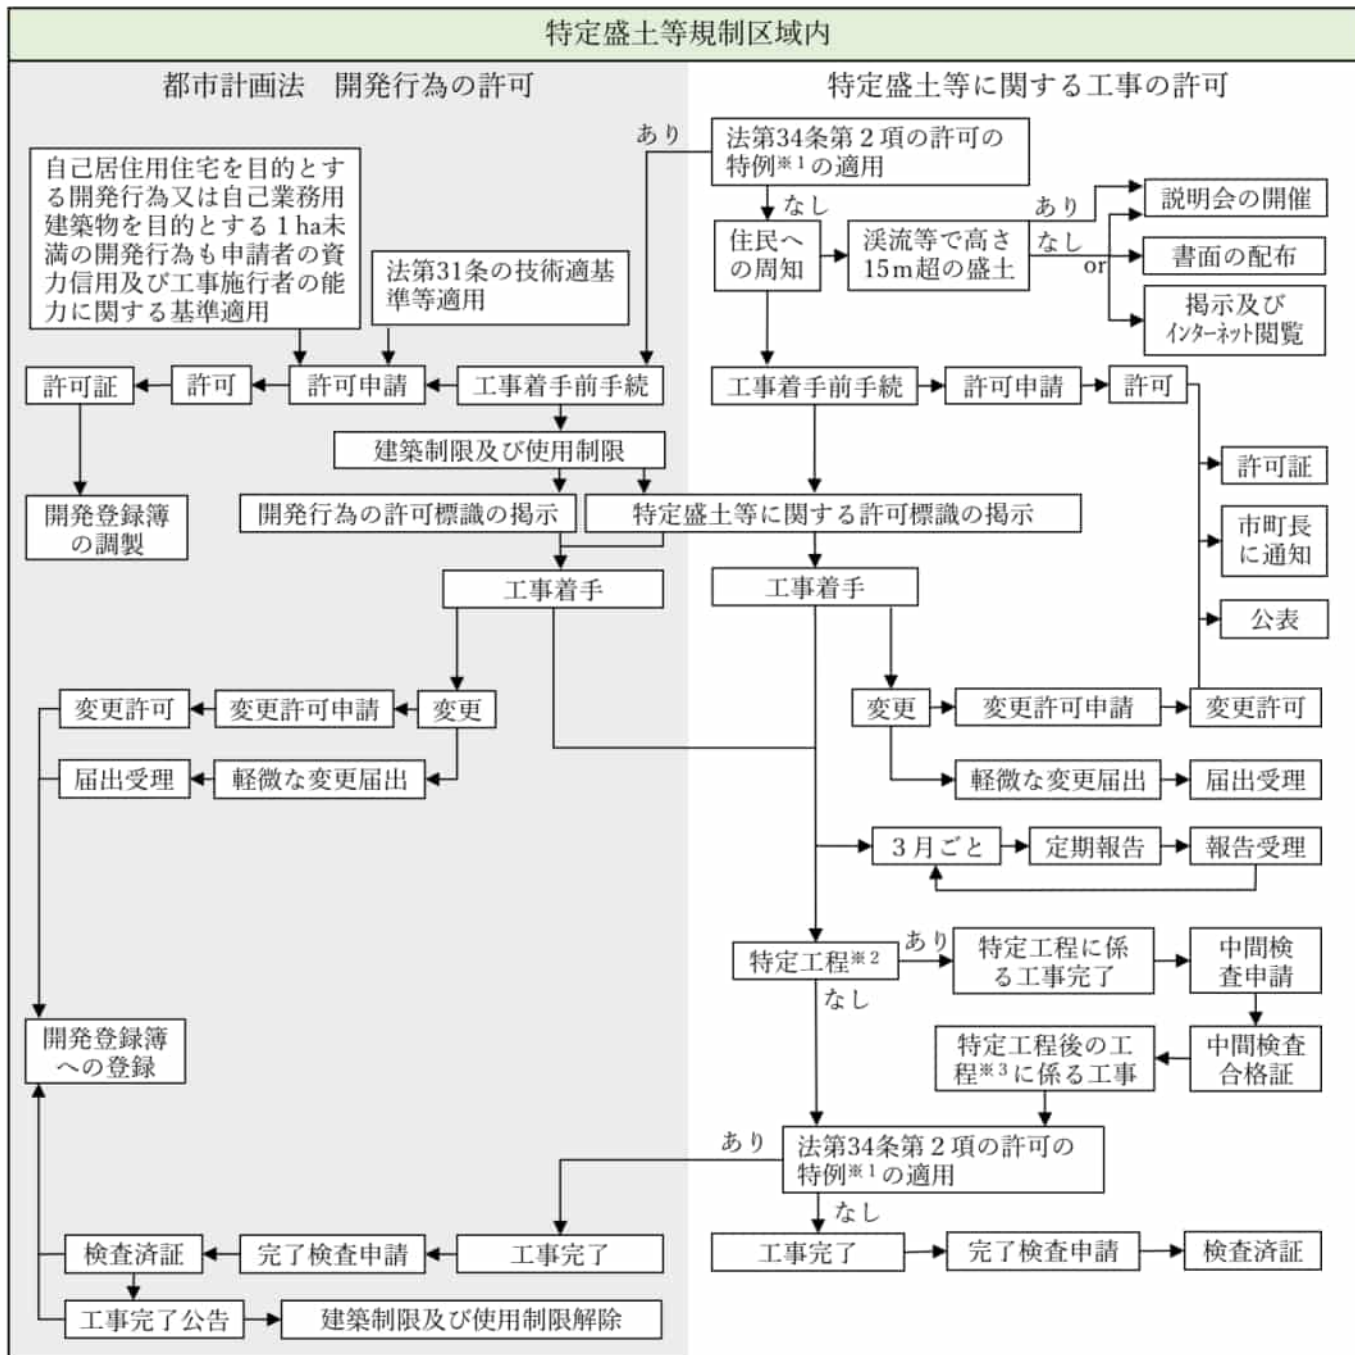 特定盛土等規制区域内
都市計画法　開発行為の許可
特定盛土等に関する工事の許可
あり
法第34条第２項の許可の
特例※１の適用
自己居住用住宅を目的とす
る開発行為又は自己業務用
建築物を目的とする１ha未
満の開発行為も申請者の資
力信用及び工事施行者の能
力に関する基準適用
法第31条の技術適基
準等適用
なし
住民へ
の周知
渓流等で高さ
15m超の盛土
あり
なし
or
説明会の開催
書面の配布
掲示及び
インターネット閲覧
許可証
許可
許可申請
工事着手前手続
工事着手前手続
許可申請
許可
建築制限及び使用制限
許可証
開発登録簿
の調製
開発行為の許可標識の掲示
特定盛土等に関する許可標識の掲示
市町長
に通知
工事着手
工事着手
公表
変更許可
変更許可申請
変更
変更
変更許可申請
変更許可
届出受理
軽微な変更届出
軽微な変更届出
届出受理
３月ごと
定期報告
報告受理
特定工程※２
あり
なし
特定工程に係
る工事完了
中間検
査申請
開発登録簿
への登録
特定工程後の工
程※３に係る工事
中間検査
合格証
あり
法第34条第２項の許可の
特例※１の適用
なし
検査済証
完了検査申請
工事完了
工事完了
完了検査申請
検査済証
工事完了公告
建築制限及び使用制限解除